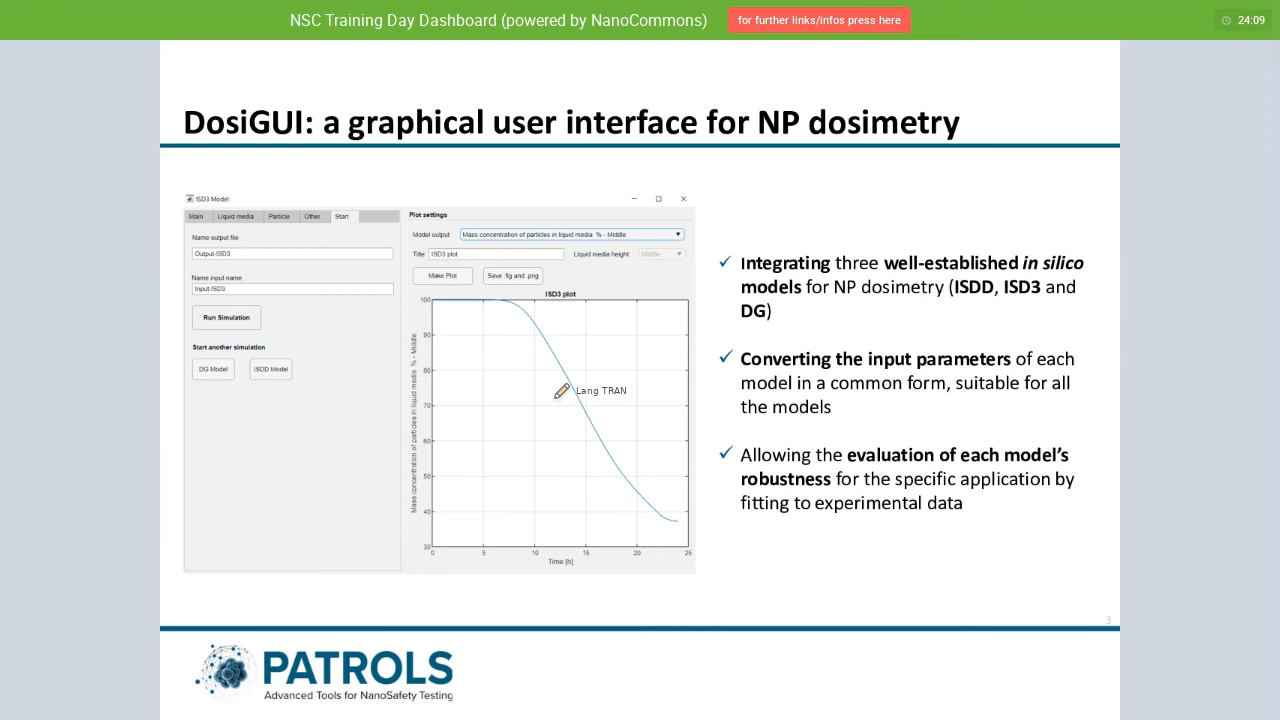 NSC Training Day Dashboard (powered by NanoCommons)
for further links/infos press here
24:09
DosiGUI: a graphical user interface for NP dosimetry
ISD3 Model
Main
Liquid media
Particle
Other
Start
Name output file
Output-ISD3
Name input name
Input-ISD3
Run Simulation
Start another simulation
DG Model
ISDD Model
Plot settings
Model output
Mass concentration of particles in liquid media % - Middle
Title
ISD3 plot
Liquid media height
Middle
Make Plot
Save .fig and .png
ISD3 plot
Mass concentration of particles in liquid media % - Middle
100
90
80
70
60
50
40
30
0
5
10
15
20
25
Time [h]
Lang TRAN
Integrating three well-established in silico
models for NP dosimetry (ISDD, ISD3 and
DG)
Converting the input parameters of each
model in a common form, suitable for all
the models
Allowing the evaluation of each model's
robustness for the specific application by
fitting to experimental data
3
PATROLS
Advanced Tools for NanoSafety Testing